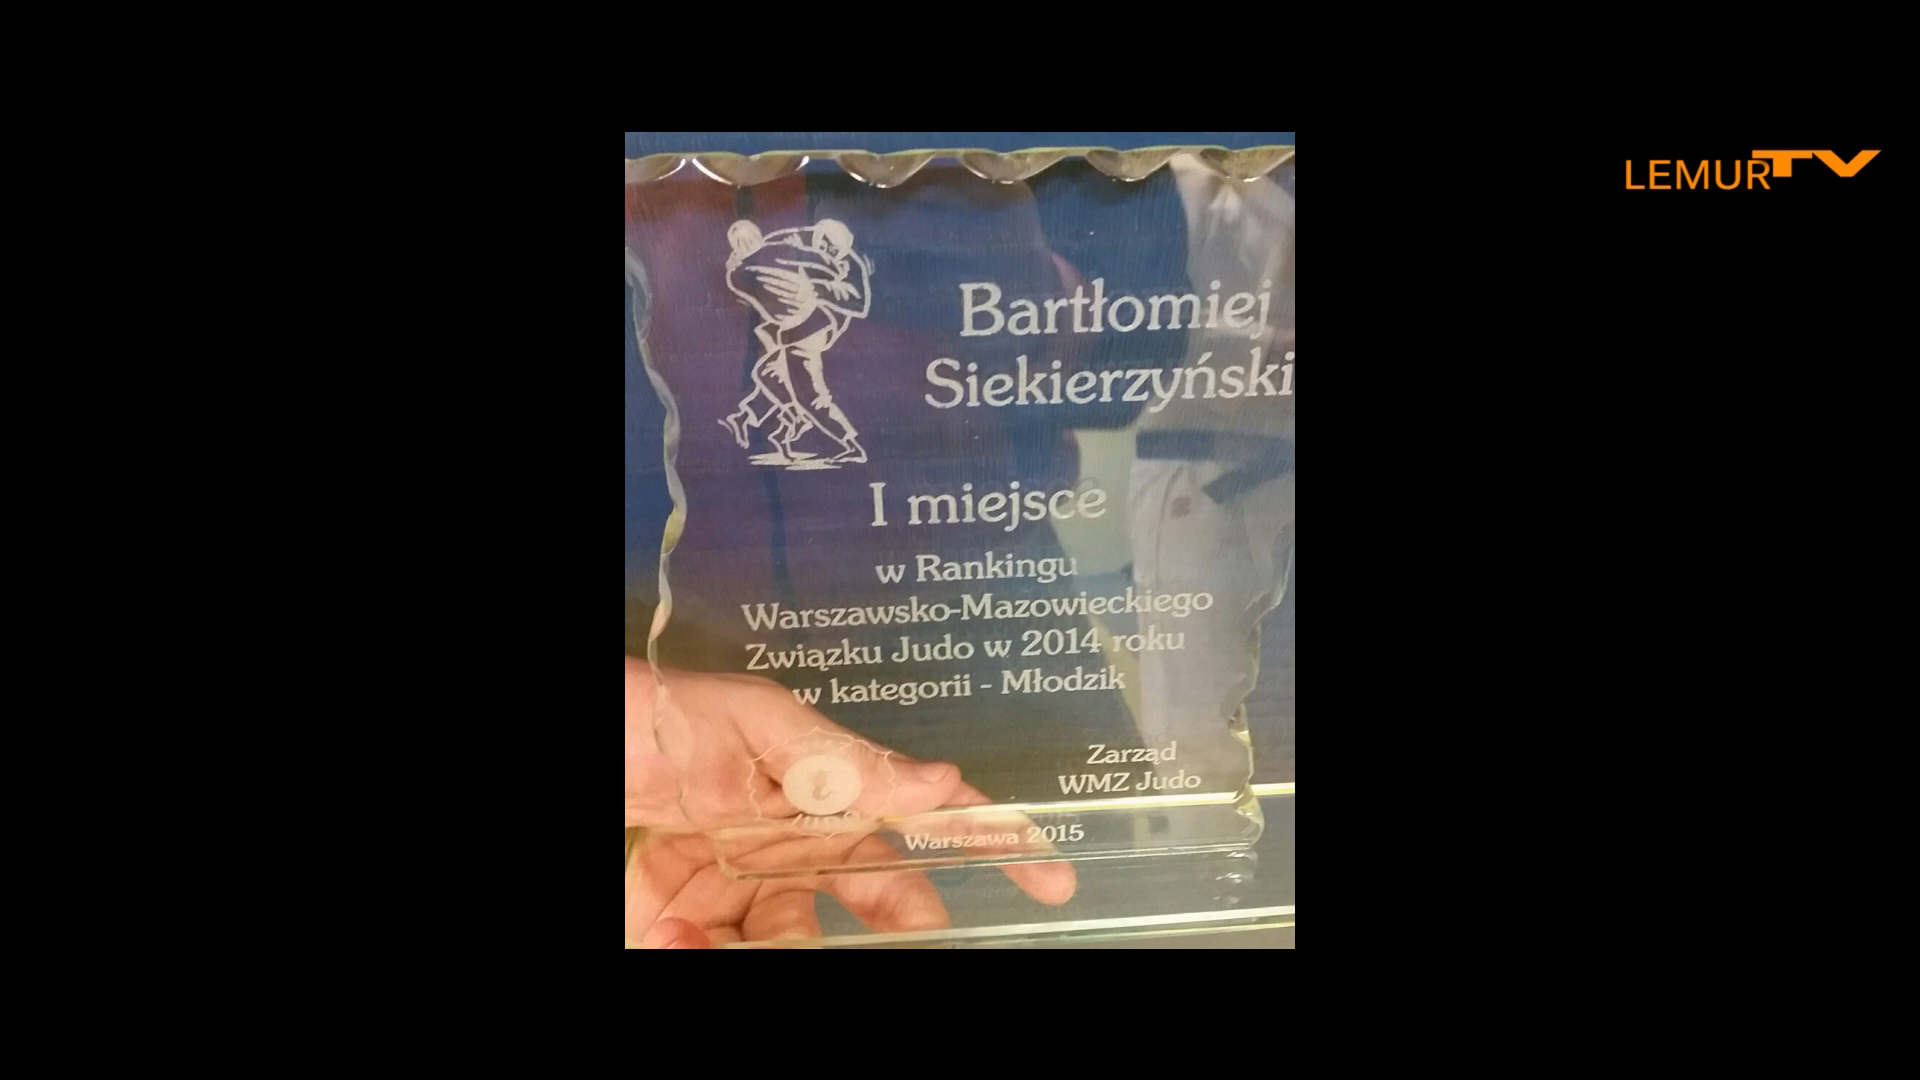 LEMURTV
Bartłomiej
Siekierzyński
I miejsce
w Rankingu
Warszawsko-Mazowieckiego
Związku Judo w 2014 roku
w kategorii - Młodzik
Zarząd
WMZ Judo
Warszawa 2015